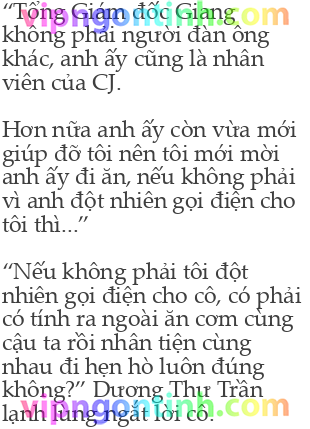 “Tổng Giám đốc Giang
không phải người đàn ông
khác, anh ấy cũng là nhân
viên của CJ.
Hơn nữa anh ấy còn vừa mới
giúp đỡ tôi nên tôi mới mời
anh ấy đi ăn, nếu không phải
vì anh đột nhiên gọi điện cho
tôi thì...”
“Nếu không phải tôi đột
nhiên gọi điện cho cô, có phải
cô tính ra ngoài ăn cơm cùng
cậu ta rồi nhân tiện cùng
nhau đi hẹn hò luôn đúng
không?” Dương Thư Trần
lạnh lùng ngắt lời cô.
vipngontinh.com
vipngontinh.com